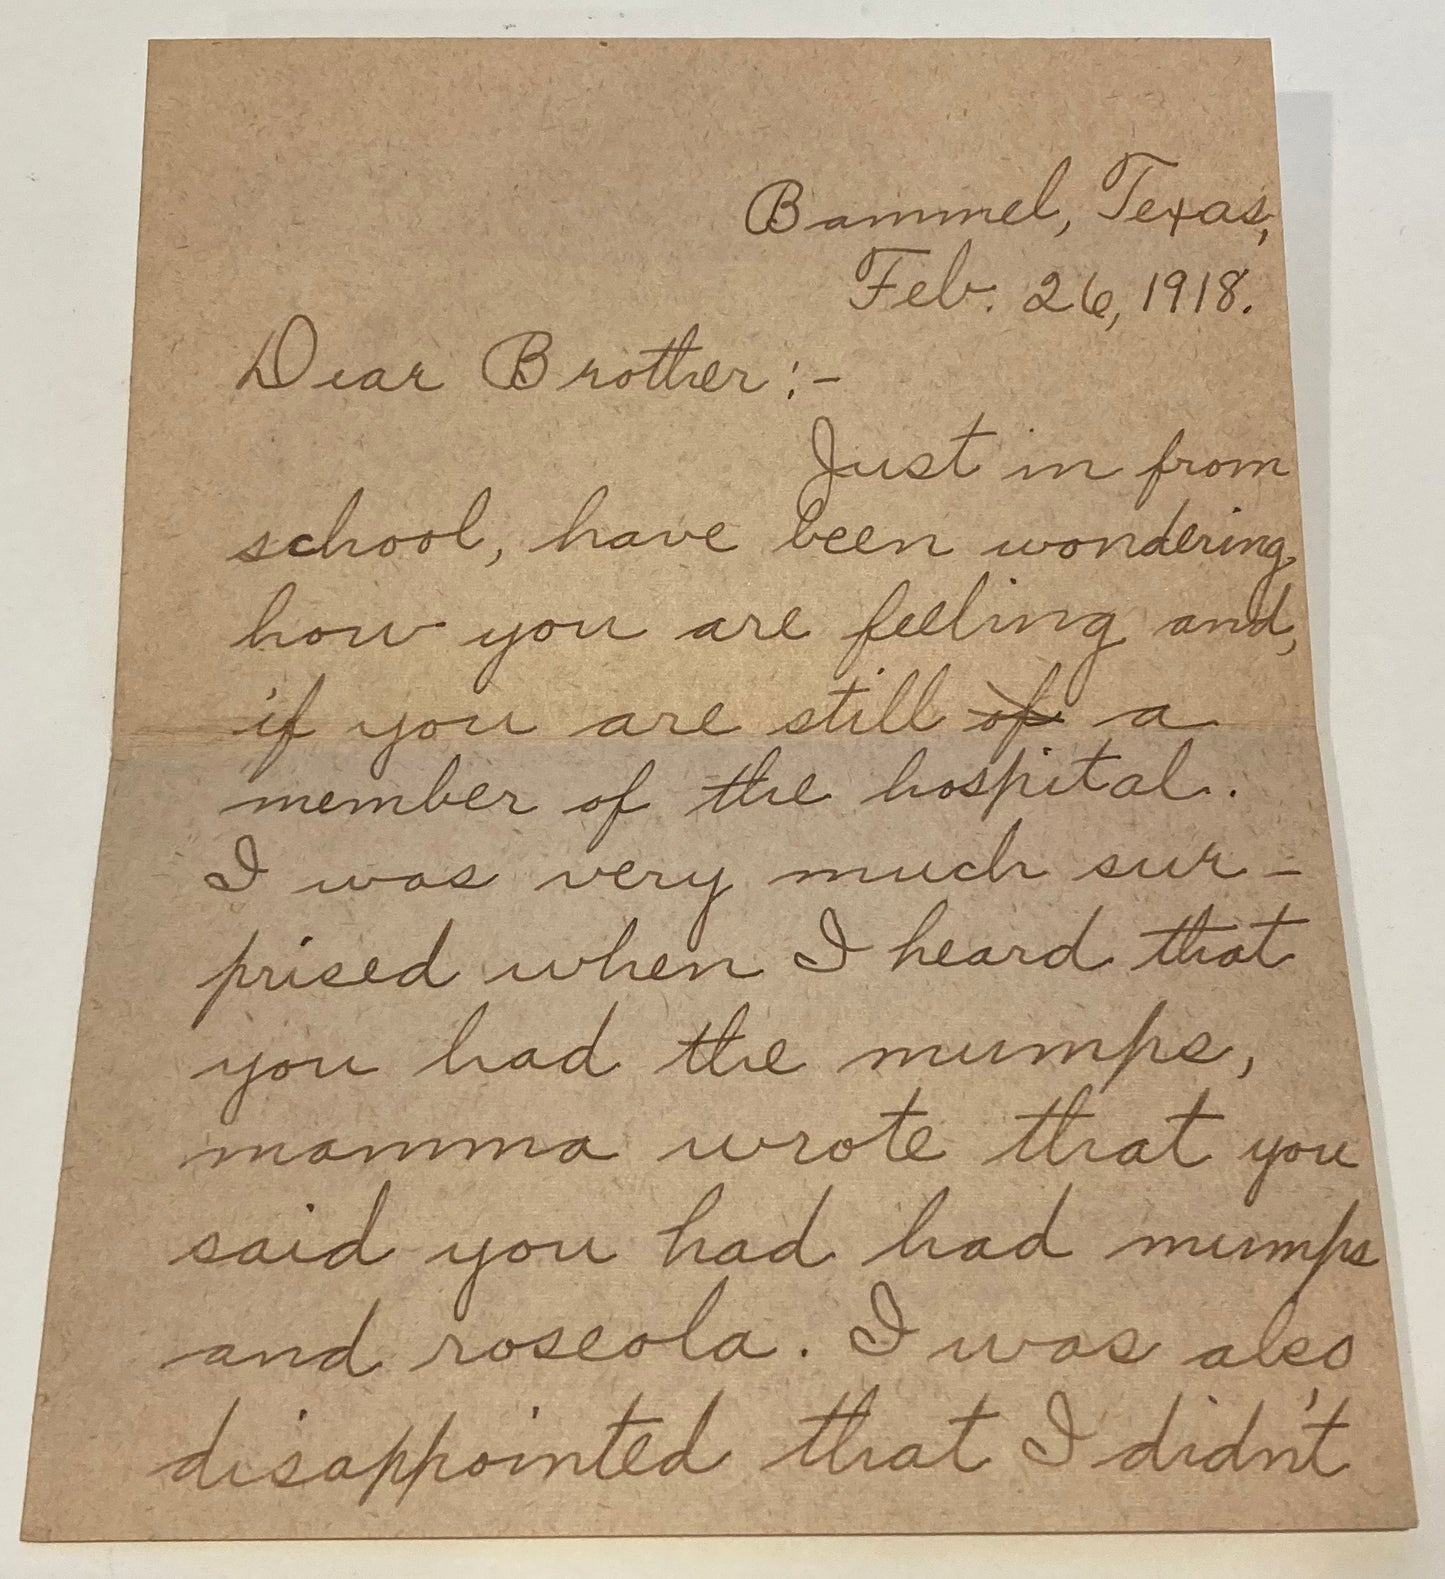 Bammel, Texas,
Feb. 26, 1918.
Dear Brother:-
Just in from
school, have been wondering
how you are feeling and,
if you are still of a
member of the hospital.
I was very much sur-
prised when I heard that
you had the mumps,
mamma wrote that you
said you had had mumps
and roseola. I was also
disappointed that I didn't